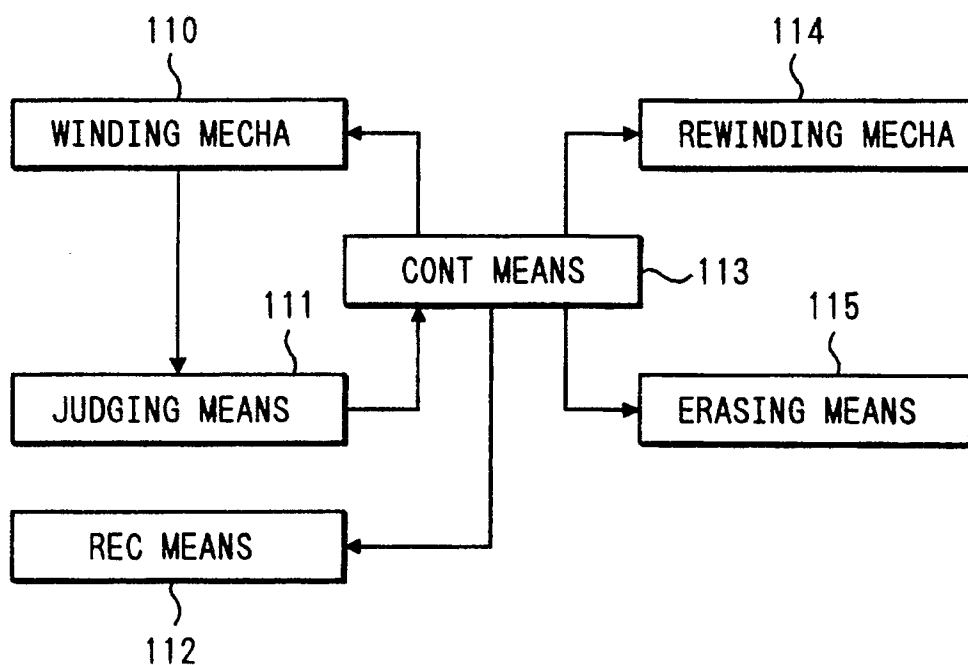 110
114
WINDING MECHA
REWINDING MECHA
CONT MEANS
113
111
115
JUDGING MEANS
ERASING MEANS
REC MEANS
112